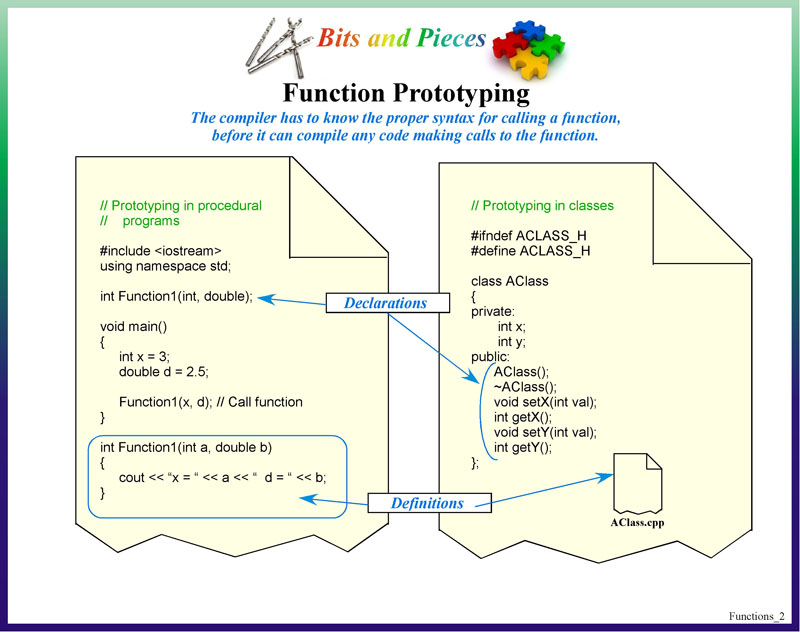 Bits and Pieces
Function Prototyping
The compiler has to know the proper syntax for calling a function,
before it can compile any code making calls to the function.
// Prototyping in procedural
// programs
#include <iostream>
using namespace std;
int Function1(int, double);
void main()
{
int x = 3;
double d = 2.5;
Function1(x, d); // Call function
}
int Function1(int a, double b)
{
cout << “x = “ << a << “ d = “ << b;
}
Declarations
Definitions
// Prototyping in classes
#ifndef ACLASS_H
#define ACLASS_H
class AClass
{
private:
int x;
int y;
public:
AClass();
~AClass();
void setX(int val);
int getX();
void setY(int val);
int getY();
};
AClass.cpp
Functions_2